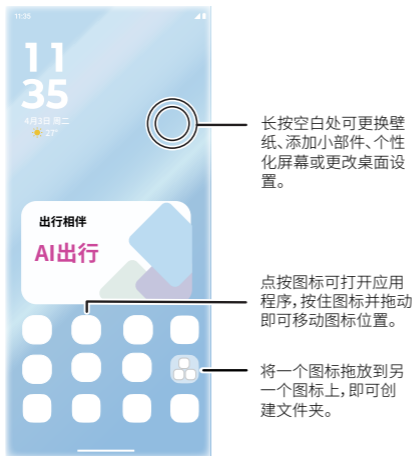 11:35
11
35
4月3日 周二
27°
长按空白处可更换壁
纸、添加小部件、个性
化屏幕或更改桌面设
置。
出行相伴
AI出行
点按图标可打开应用
程序，按住图标并拖动
即可移动图标位置。
将一个图标拖放到另
一个图标上，即可创
建文件夹。